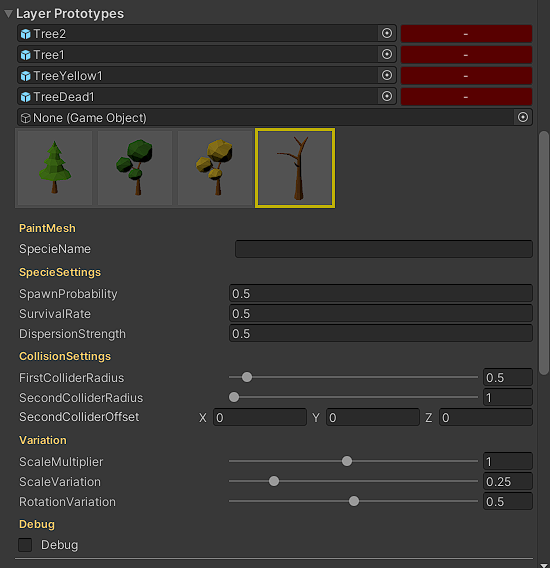 Layer Prototypes
Tree2 -
Tree1 -
TreeYellow1 -
TreeDead1 -
None (Game Object)
PaintMesh
SpecieName
SpecieSettings
SpawnProbability 0.5
SurvivalRate 0.5
DispersionStrength 0.5
CollisionSettings
FirstColliderRadius 0.5
SecondColliderRadius 1
SecondColliderOffset X 0 Y 0 Z 0
Variation
ScaleMultiplier 1
ScaleVariation 0.25
RotationVariation 0.5
Debug
Debug